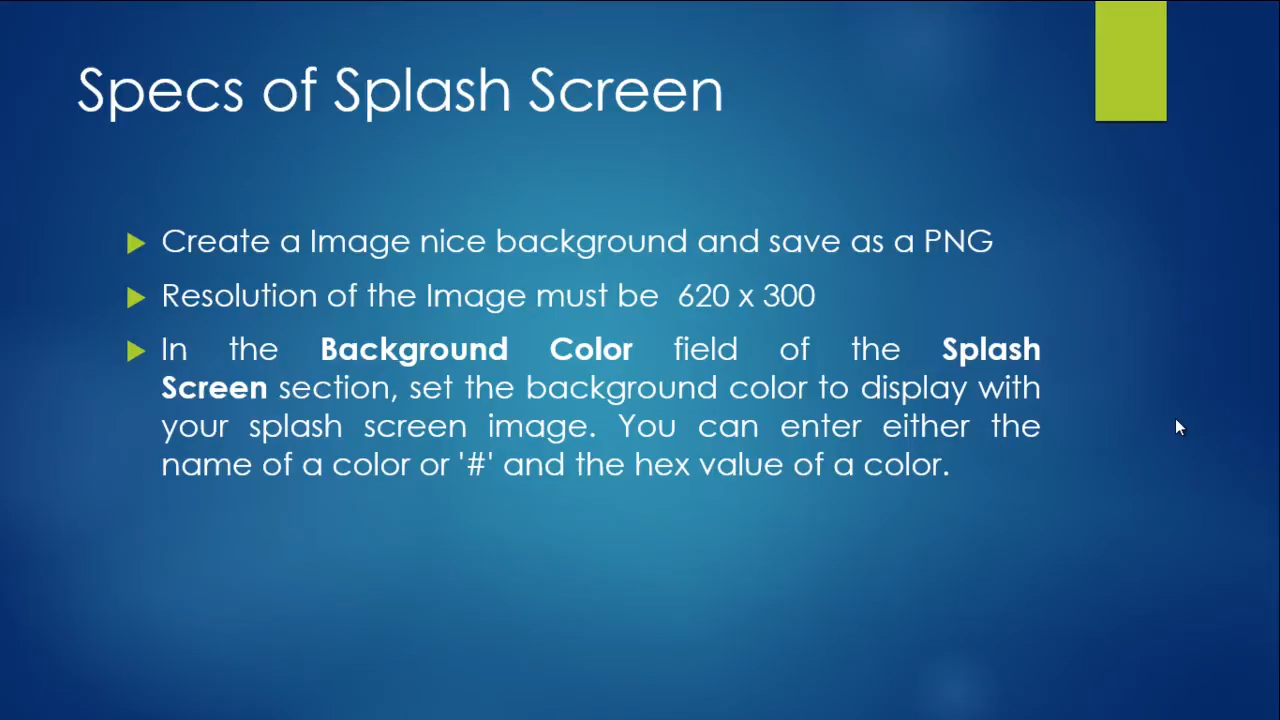 Specs of Splash Screen
Create a Image nice background and save as a PNG
Resolution of the Image must be 620 x 300
In the Background Color field of the Splash
Screen section, set the background color to display with
your splash screen image. You can enter either the
name of a color or '#' and the hex value of a color.